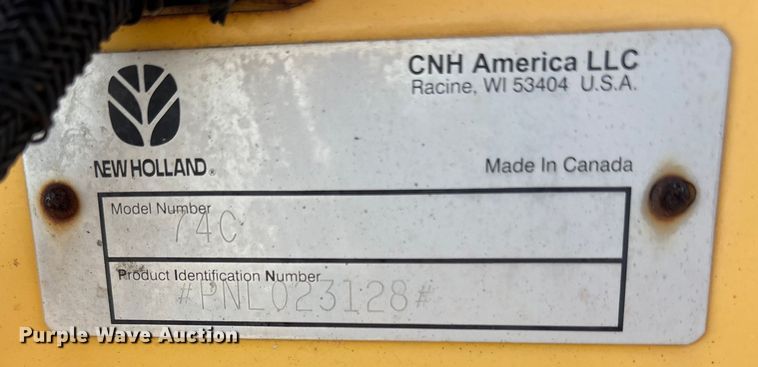 CNH America LLC
Racine, WI 53404 U.S.A.
NEW HOLLAND®
Made In Canada
Model Number
74C
Product Identification Number
#PNL023128#
Purple Wave Auction